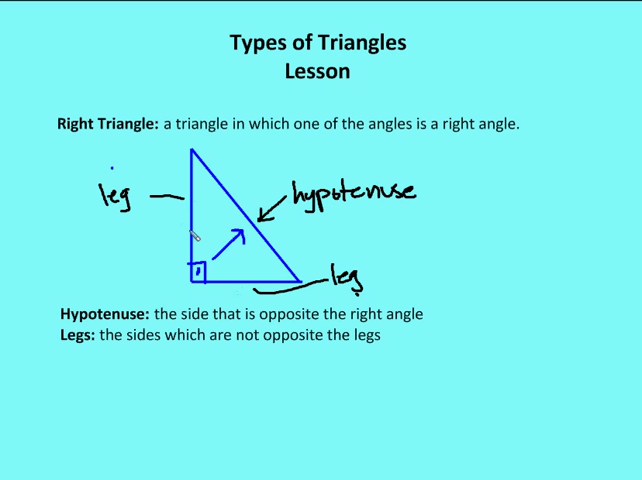 Types of Triangles
Lesson
Right Triangle: a triangle in which one of the angles is a right angle.
leg
hypotenuse
leg
Hypotenuse: the side that is opposite the right angle
Legs: the sides which are not opposite the legs